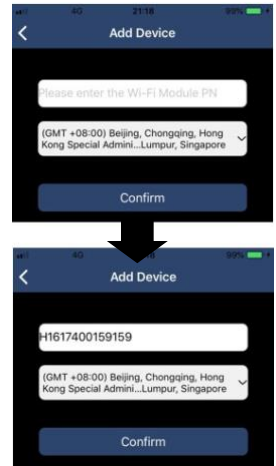 4G 21:18 99%
Add Device
Please enter the Wi-Fi Module PN
(GMT +08:00) Beijing, Chongqing, Hong
Kong Special Admini...Lumpur, Singapore
Confirm
4G 99%
Add Device
H1617400159159
(GMT +08:00) Beijing, Chongqing, Hong
Kong Special Admini...Lumpur, Singapore
Confirm